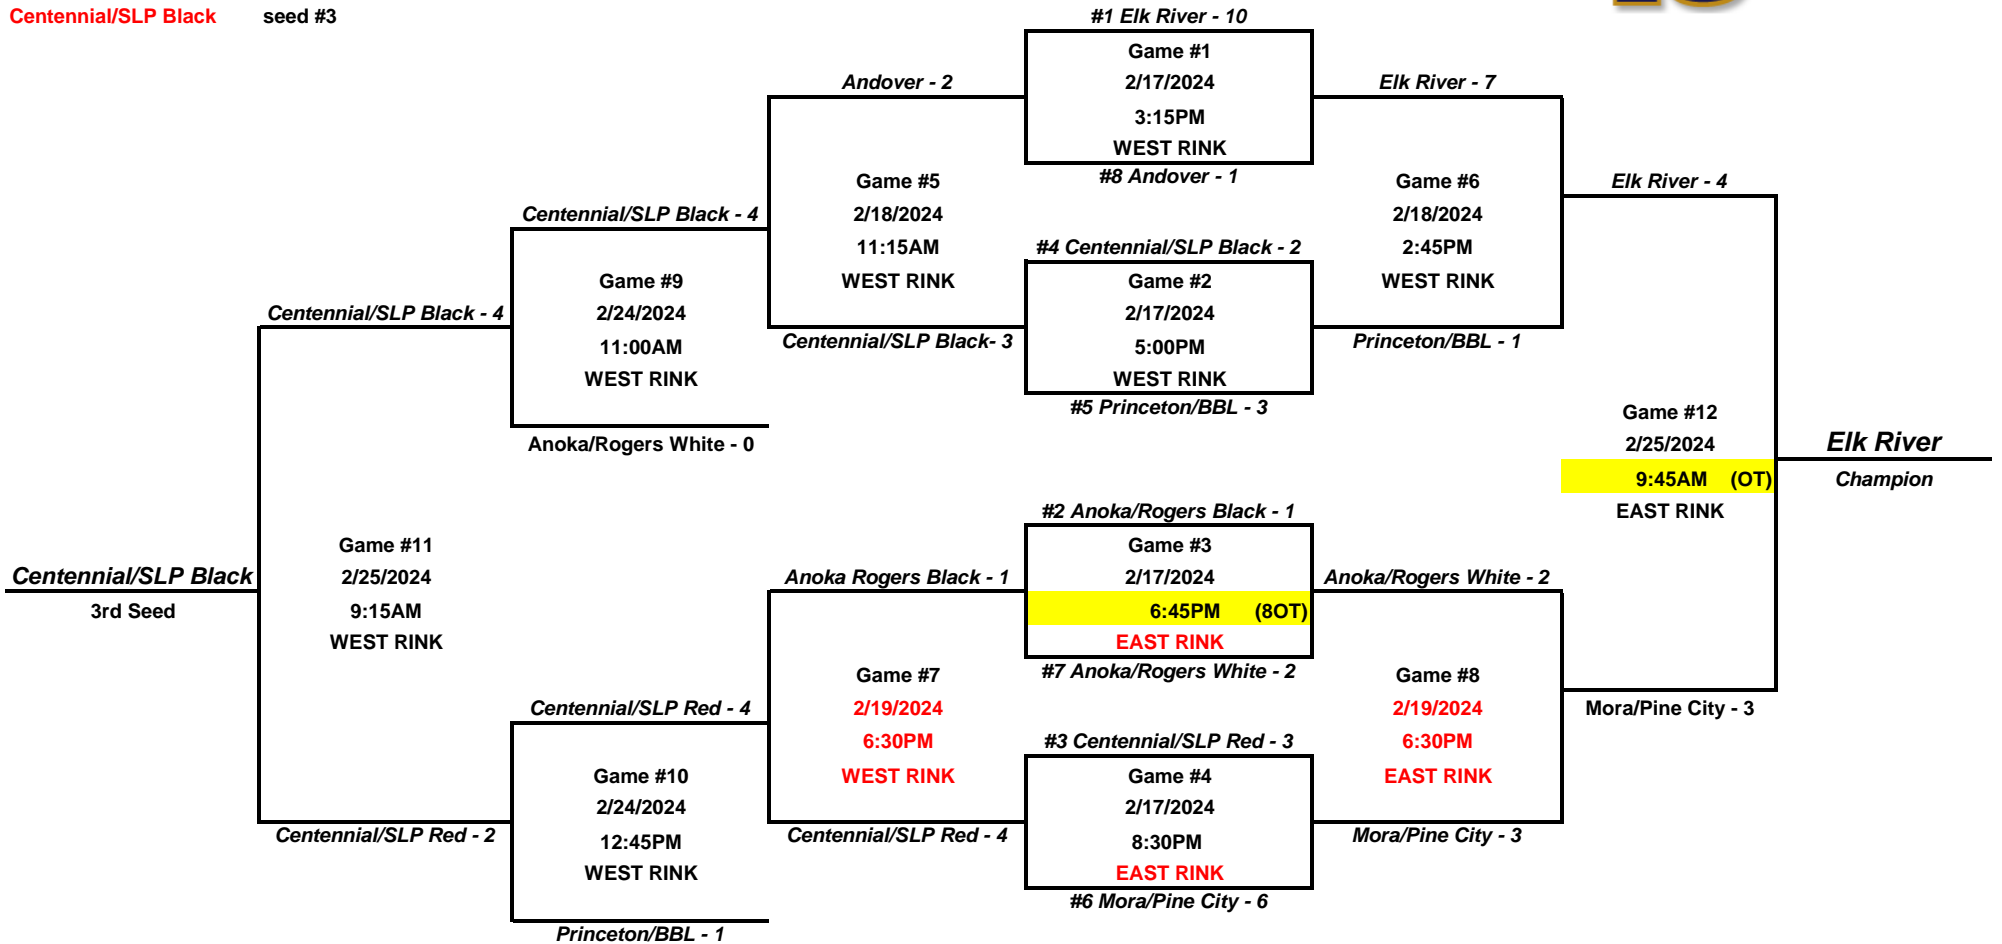 Centennial/SLP Black seed #3
#1 Elk River - 10
Game #1
2/17/2024
3:15PM
WEST RINK
#8 Andover - 1
Andover - 2
Game #5
2/18/2024
11:15AM
WEST RINK
Centennial/SLP Black- 3
Elk River - 7
Game #6
2/18/2024
2:45PM
WEST RINK
Princeton/BBL - 1
#4 Centennial/SLP Black - 2
Game #2
2/17/2024
5:00PM
WEST RINK
#5 Princeton/BBL - 3
Centennial/SLP Black - 4
Game #9
2/24/2024
11:00AM
WEST RINK
Anoka/Rogers White - 0
Elk River - 4
Game #12
2/25/2024
9:45AM (OT)
EAST RINK
Mora/Pine City - 3
Elk River
Champion
Centennial/SLP Black - 4
Game #11
2/25/2024
9:15AM
WEST RINK
Centennial/SLP Red - 2
Centennial/SLP Black
3rd Seed
#2 Anoka/Rogers Black - 1
Game #3
2/17/2024
6:45PM (8OT)
EAST RINK
#7 Anoka/Rogers White - 2
Anoka Rogers Black - 1
Game #7
2/19/2024
6:30PM
WEST RINK
Centennial/SLP Red - 4
Anoka/Rogers White - 2
Game #8
2/19/2024
6:30PM
EAST RINK
Mora/Pine City - 3
#3 Centennial/SLP Red - 3
Game #4
2/17/2024
8:30PM
EAST RINK
#6 Mora/Pine City - 6
Centennial/SLP Red - 4
Game #10
2/24/2024
12:45PM
WEST RINK
Princeton/BBL - 1